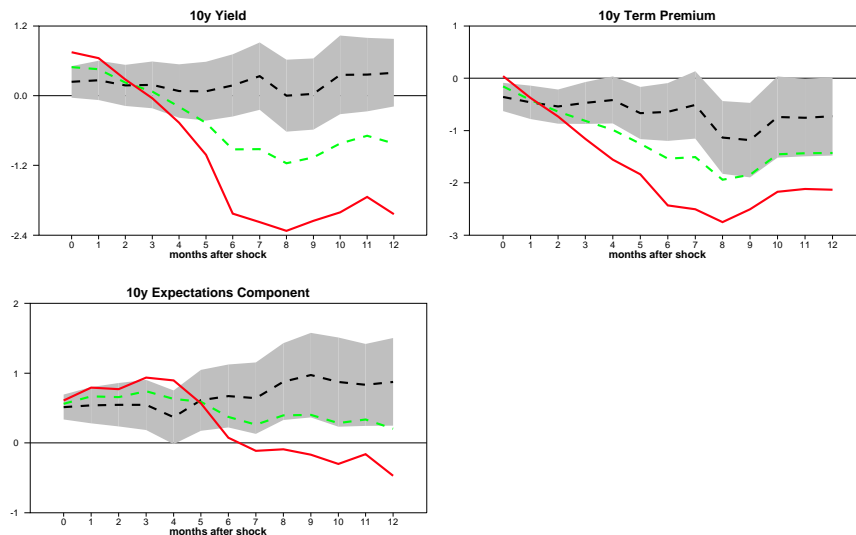 10y Yield
1.2
0.0
-1.2
-2.4
0 1 2 3 4 5 6 7 8 9 10 11 12
months after shock
10y Term Premium
1
0
-1
-2
-3
0 1 2 3 4 5 6 7 8 9 10 11 12
months after shock
10y Expectations Component
2
1
0
-1
0 1 2 3 4 5 6 7 8 9 10 11 12
months after shock